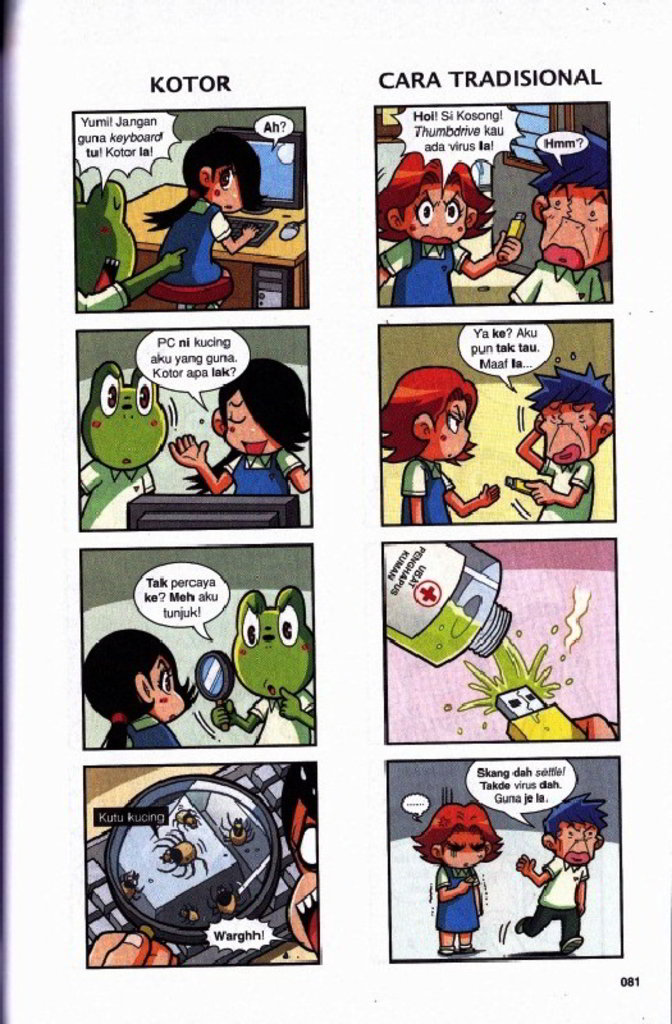 KOTOR
Yumi! Jangan
guna keyboard
tu! Kotor la!
Ah?
PC ni kucing
aku yang guna.
Kotor apa lak?
Tak percaya
ke? Meh aku
tunjuk!
Kutu kucing
Warghh!
CARA TRADISIONAL
Hoi! Si Kosong!
Thumbdrive kau
ada virus la!
Hmm?
Ya ke? Aku
pun tak tau.
Maaf la...
UBAT
PENGHAPUS
KUMAN
Skang dah settle!
Takde virus dah.
Guna je la.
......
081